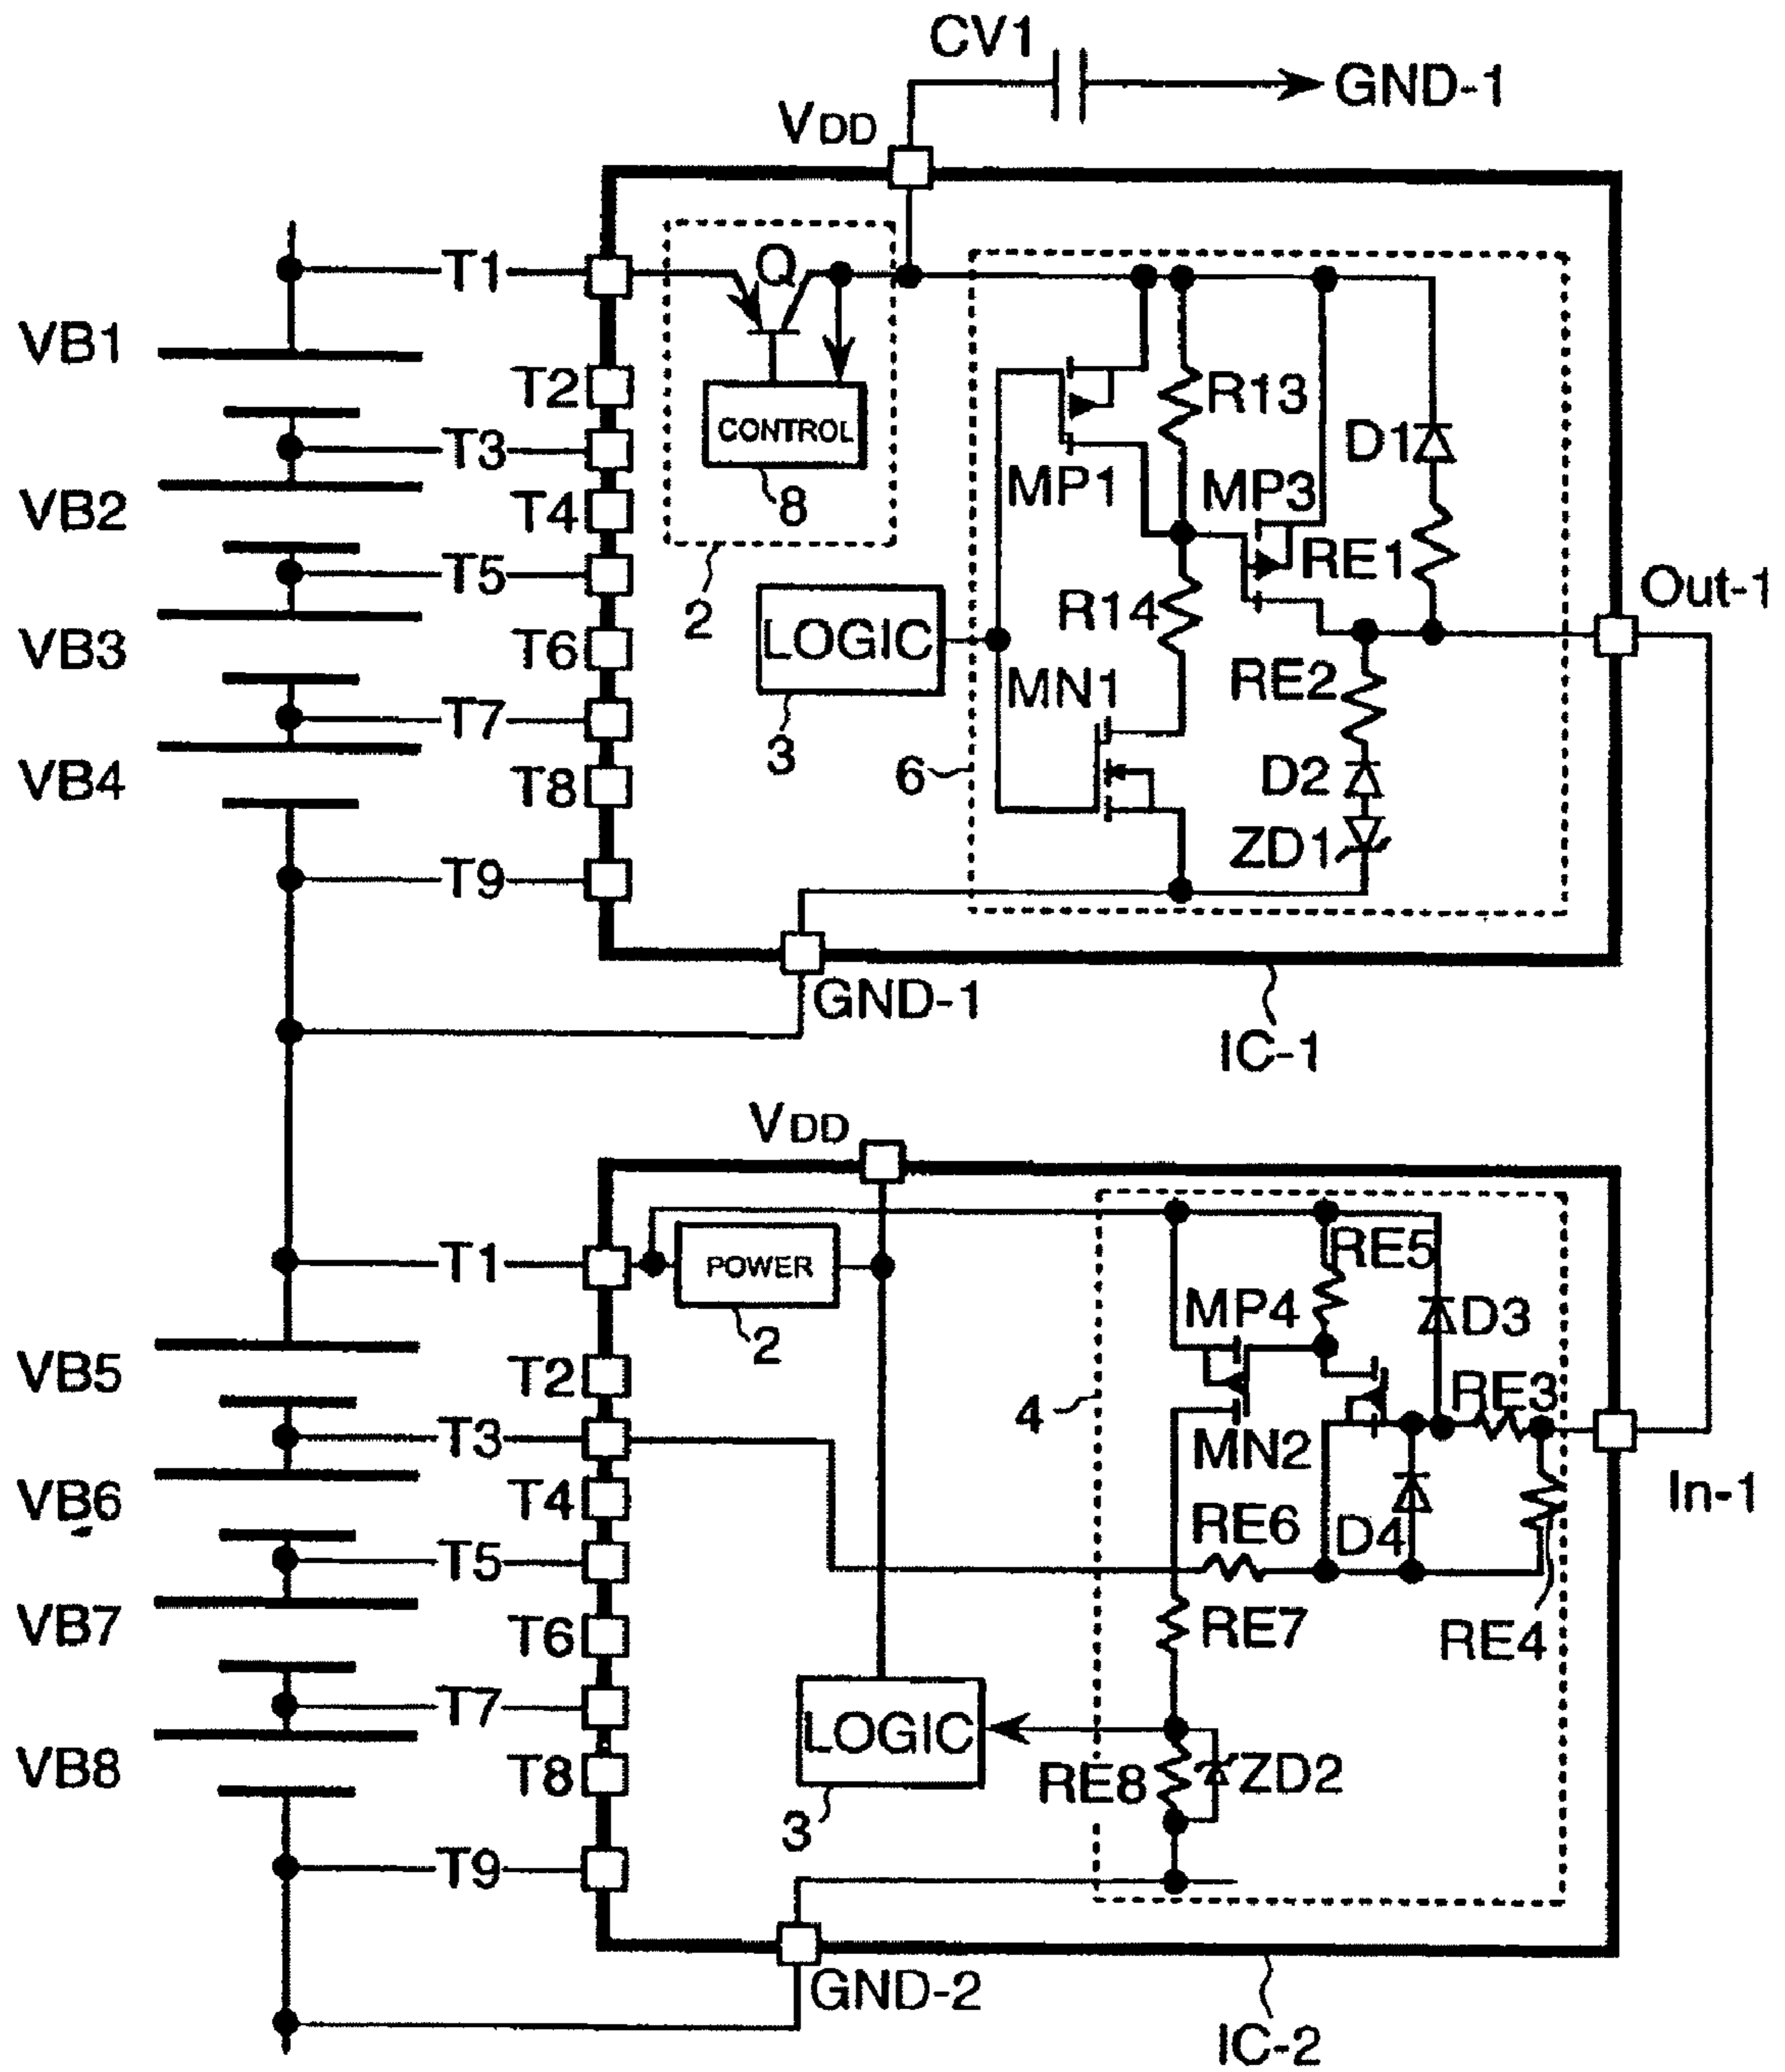 CV1
GND-1
VDD
T1
Q
VB1
T2
CONTROL
R13
D1
T3
MP1
MP3
VB2
T4
8
T5
RE1
Out-1
2
R14
VB3
T6
LOGIC
RE2
MN1
T7
3
6
D2
VB4
T8
ZD1
T9
GND-1
IC-1
VDD
T1
POWER
RE5
MP4
D3
2
VB5
T2
4
RE3
T3
MN2
In-1
VB6
T4
RE6
D4
T5
VB7
T6
RE7
RE4
T7
LOGIC
VB8
T8
RE8
ZD2
3
T9
GND-2
IC-2